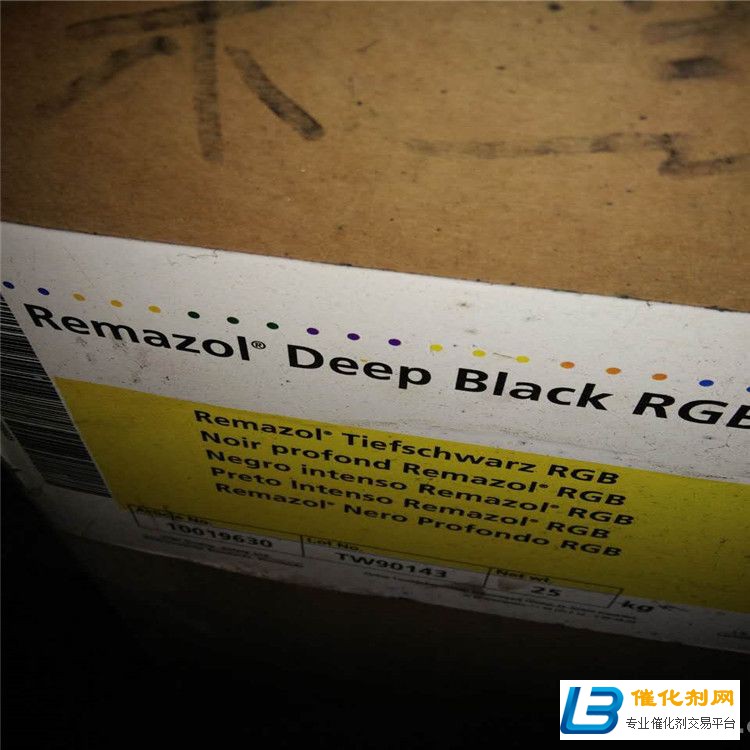 Remazol® Deep Black RGB
Remazol® Tiefschwarz RGB
Noir profond Remazol® RGB
Negro intenso Remazol® RGB
Preto Intenso Remazol® RGB
Remazol® Nero Profondo RGB
Article No.
10019630
Lot No.
TW90143
Net wt.
25
kg
催化剂网
专业催化剂交易平台